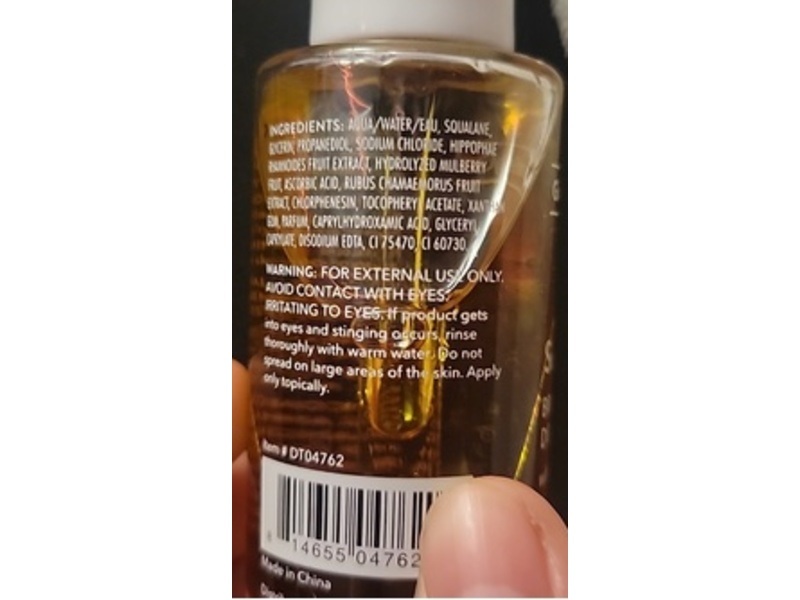 INGREDIENTS: AQUA/WATER/EAU, SQUALANE,
GLYCERIN, PROPANEDIOL, SODIUM CHLORIDE, HIPPOPHAE
RHAMNOIDES FRUIT EXTRACT, HYDROLYZED MULBERRY
FRUIT, ASCORBIC ACID, RUBUS CHAMAEMORUS FRUIT
EXTRACT, CHLORPHENESIN, TOCOPHERYL ACETATE, XANTHAN
GUM, PARFUM, CAPRYLHYDROXAMIC ACID, GLYCERYL
CAPRYLATE, DISODIUM EDTA, CI 75470, CI 60730.
WARNING: FOR EXTERNAL USE ONLY.
AVOID CONTACT WITH EYES:
IRRITATING TO EYES. If product gets
into eyes and stinging occurs, rinse
thoroughly with warm water. Do not
spread on large areas of the skin. Apply
only topically.
Item # DT04762
8 14655 04762
Made in China